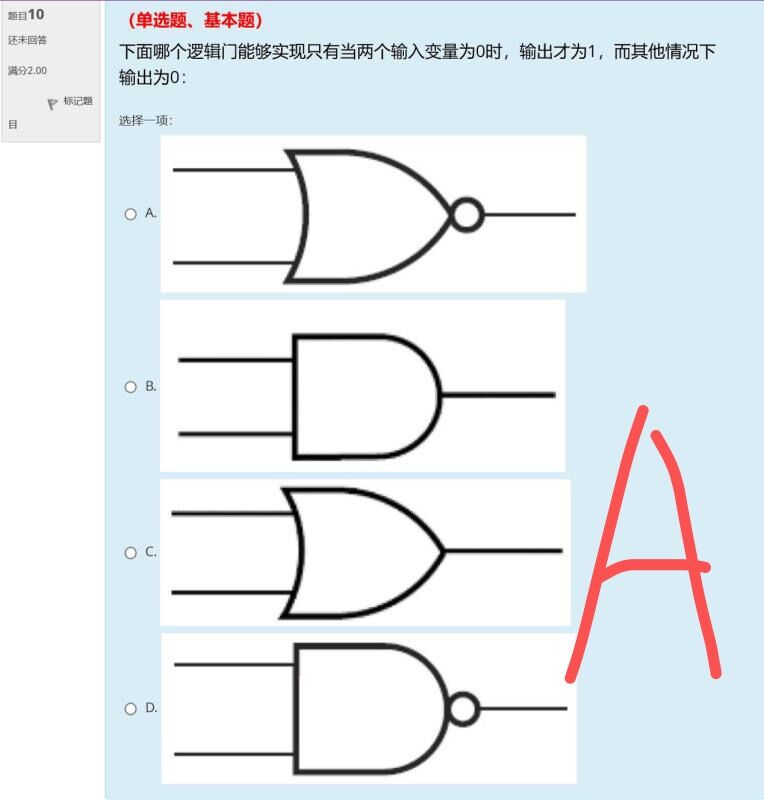 题目10
还未回答
满分2.00
标记题
目
（单选题、基本题）
下面哪个逻辑门能够实现只有当两个输入变量为0时，输出才为1，而其他情况下
输出为0：
选择一项：
A.
B.
C.
D.
A